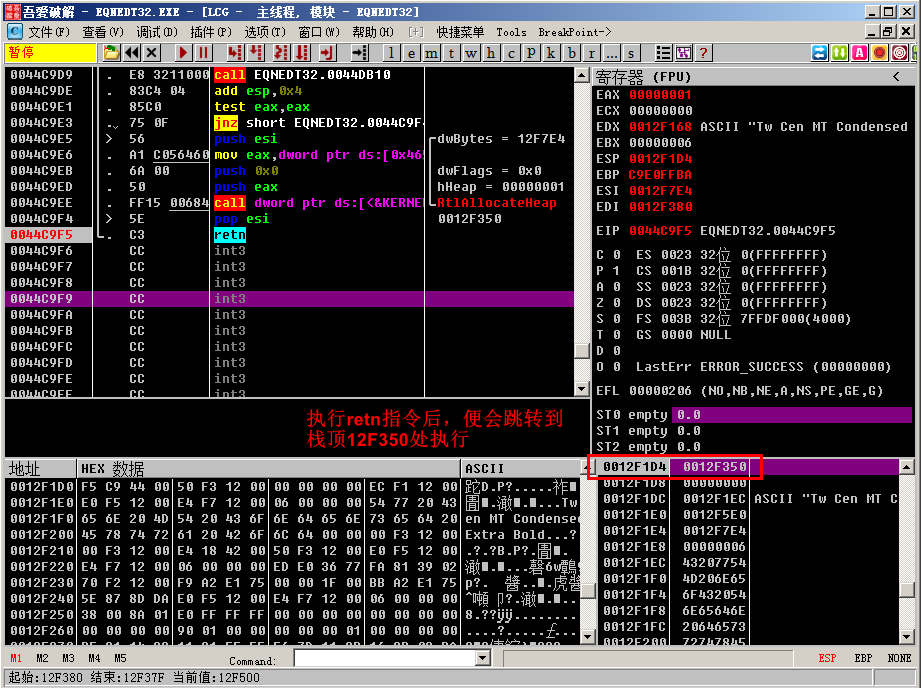 吾愛破解 - EQNEDT32.EXE - [LCG - 主线程, 模块 - EQNEDT32]
文件(F) 查看(V) 调试(D) 插件(P) 选项(T) 窗口(W) 帮助(H) [+] 快捷菜单 Tools BreakPoint->
暂停 l e m t w h c p k b r ... s ?
0044C9D9 . E8 3211000 call EQNEDT32.0044DB10
0044C9DE . 83C4 04 add esp,0x4
0044C9E1 . 85C0 test eax,eax
0044C9E3 . 75 0F jnz short EQNEDT32.0044C9F4
0044C9E5 > 56 push esi dwBytes = 12F7E4
0044C9E6 . A1 C056460 mov eax,dword ptr ds:[0x46
0044C9EB . 6A 00 push 0x0 dwFlags = 0x0
0044C9ED . 50 push eax hHeap = 00000001
0044C9EE . FF15 00684 call dword ptr ds:[<&KERNE RtlAllocateHeap
0044C9F4 > 5E pop esi 0012F350
0044C9F5 . C3 retn
0044C9F6 CC int3
0044C9F7 CC int3
0044C9F8 CC int3
0044C9F9 CC int3
0044C9FA CC int3
0044C9FB CC int3
0044C9FC CC int3
0044C9FD CC int3
0044C9FE CC int3
0044C9FF CC int3
执行retn指令后，便会跳转到
栈顶12F350处执行
寄存器 (FPU) <
EAX 00000001
ECX 00000000
EDX 0012F168 ASCII "Tw Cen MT Condensed
EBX 00000006
ESP 0012F1D4
EBP C9E0FFBA
ESI 0012F7E4
EDI 0012F380
EIP 0044C9F5 EQNEDT32.0044C9F5
C 0 ES 0023 32位 0(FFFFFFFF)
P 1 CS 001B 32位 0(FFFFFFFF)
A 0 SS 0023 32位 0(FFFFFFFF)
Z 0 DS 0023 32位 0(FFFFFFFF)
S 0 FS 003B 32位 7FFDF000(4000)
T 0 GS 0000 NULL
D 0
O 0 LastErr ERROR_SUCCESS (00000000)
EFL 00000206 (NO,NB,NE,A,NS,PE,GE,G)
ST0 empty 0.0
ST1 empty 0.0
ST2 empty 0.0
地址 HEX 数据 ASCII
0012F1D0 F5 C9 44 00 50 F3 12 00 00 00 00 00 EC F1 12 00
0012F1E0 E0 F5 12 00 E4 F7 12 00 06 00 00 00 54 77 20 43
0012F1F0 65 6E 20 4D 54 20 43 6F 6E 64 65 6E 73 65 64 20 en MT Condense
0012F200 45 78 74 72 61 20 42 6F 6C 64 00 00 00 F3 12 00 Extra Bold...?
0012F210 00 F3 12 00 E4 18 42 00 50 F3 12 00 E0 F5 12 00
0012F220 E4 F7 12 00 06 00 00 00 ED E0 36 77 FA 81 39 02
0012F230 70 F2 12 00 F9 A2 E1 75 00 00 1F 00 BB A2 E1 75
0012F240 5E 87 8D DA E0 F5 12 00 E4 F7 12 00 06 00 00 00
0012F250 38 00 8A 01 E0 FF FF FF 00 00 00 00 00 00 00 00
0012F260 00 00 00 00 90 01 00 00 00 00 00 01 00 00 00 00
0012F1D4 0012F350
0012F1D8 00000000
0012F1DC 0012F1EC ASCII "Tw Cen MT C
0012F1E0 0012F5E0
0012F1E4 0012F7E4
0012F1E8 00000006
0012F1EC 43207754
0012F1F0 4D206E65
0012F1F4 6F432054
0012F1F8 6E65646E
0012F1FC 20646573
0012F200 72747845
M1 M2 M3 M4 M5 Command: ESP EBP NONE
起始:12F380 结束:12F37F 当前值:12F500